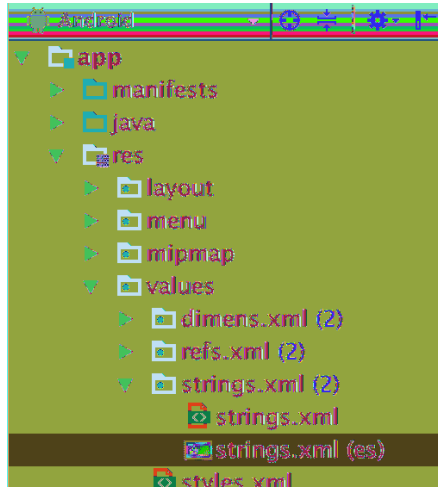 Android
app
manifests
java
res
layout
menu
mipmap
values
dimens.xml (2)
refs.xml (2)
strings.xml (2)
strings.xml
strings.xml (es)
styles.xml